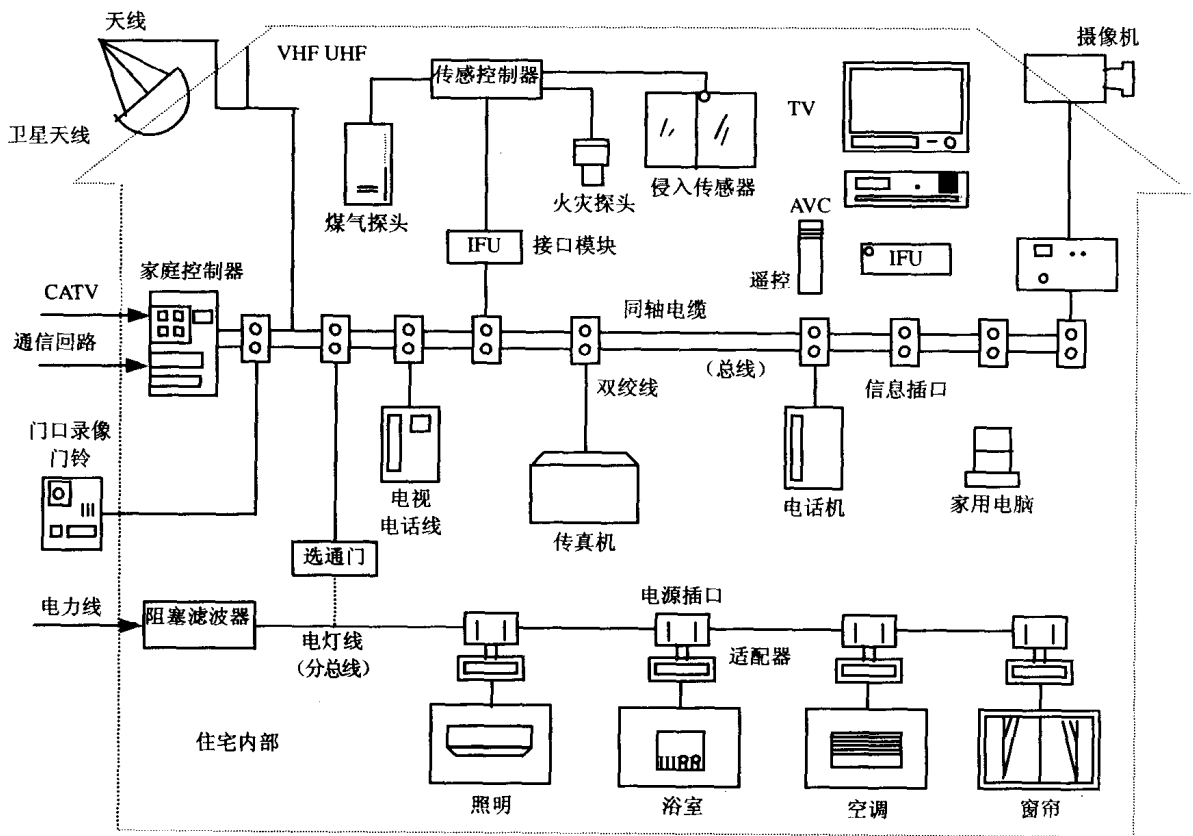 天线
VHF UHF
卫星天线
传感控制器
摄像机
TV
煤气探头
火灾探头
侵入传感器
IFU
接口模块
AVC
遥控
IFU
家庭控制器
CATV
通信回路
同轴电缆
(总线)
双绞线
信息插口
门口录像
门铃
电视
电话线
传真机
电话机
家用电脑
选通门
电力线
阻塞滤波器
电灯线
(分总线)
电源插口
适配器
住宅内部
照明
浴室
空调
窗帘